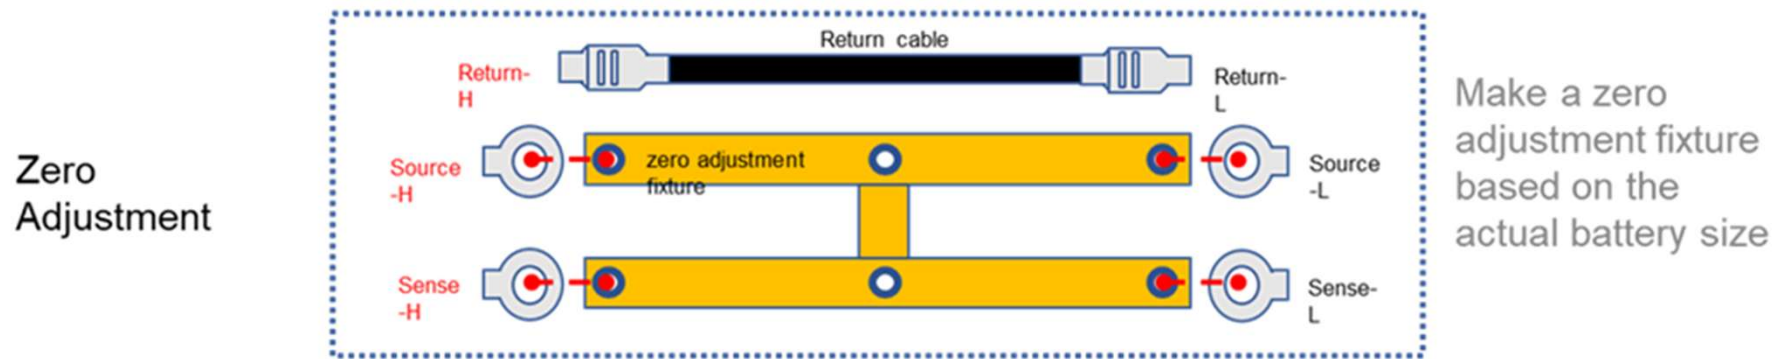 Return cable
Return-
H
Return-
L
Zero
Adjustment
Source
-H
zero adjustment
fixture
Source
-L
Sense
-H
Sense-
L
Make a zero
adjustment fixture
based on the
actual battery size